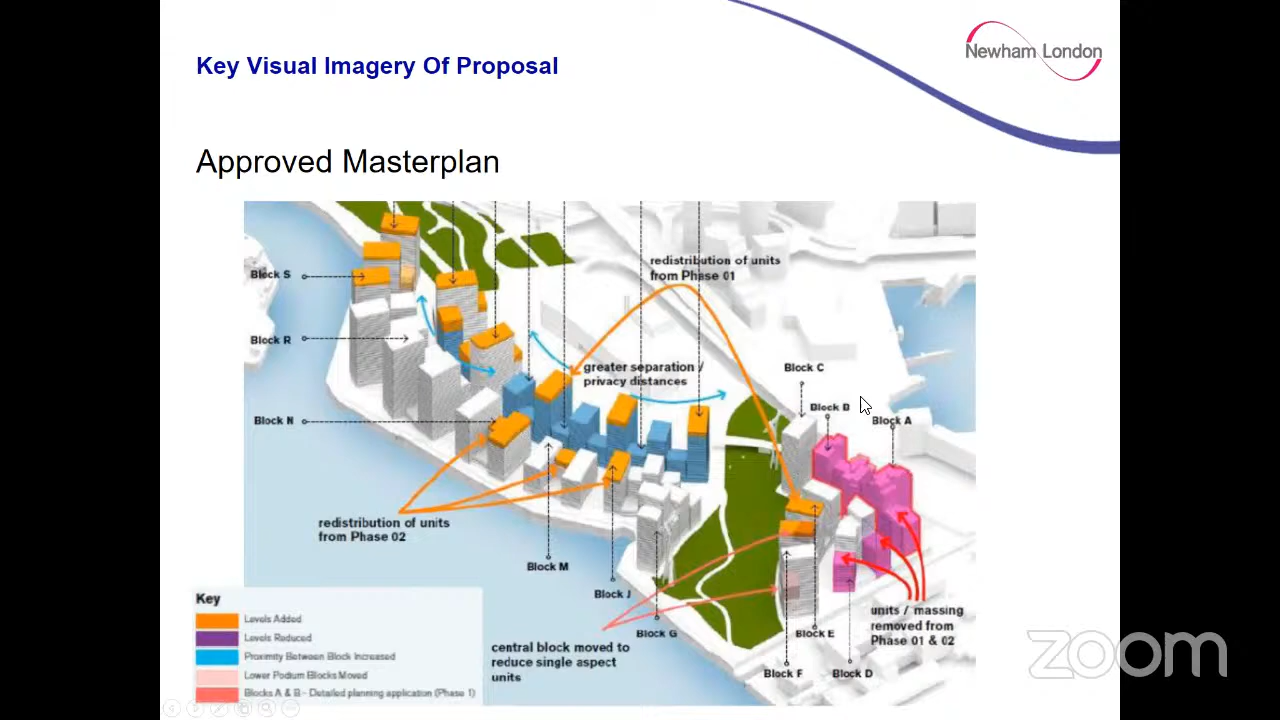 Newham London
Key Visual Imagery Of Proposal
Approved Masterplan
redistribution of units
from Phase 01
Block S
Block R
greater separation /
privacy distances
Block C
Block B
Block A
Block N
redistribution of units
from Phase 02
Block M
Block J
Block G
central block moved to
reduce single aspect
units
Block E
Block F
Block D
units / massing
removed from
Phase 01 & 02
Key
Levels Added
Levels Reduced
Proximity Between Block Increased
Lower Podium Blocks Moved
Blocks A & B - Detailed planning application (Phase 1)
zoom